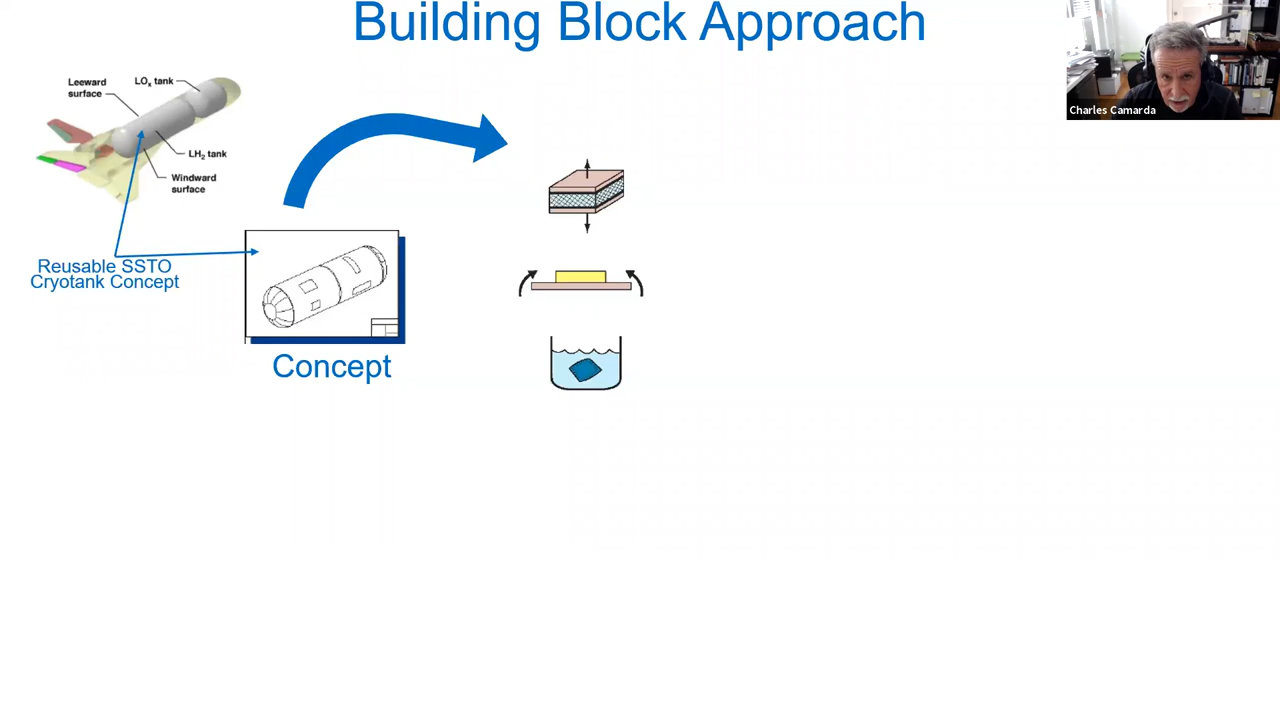 Building Block Approach
Charles Camarda
Leeward
surface
LOx tank
LH2 tank
Windward
surface
Reusable SSTO
Cryotank Concept
Concept